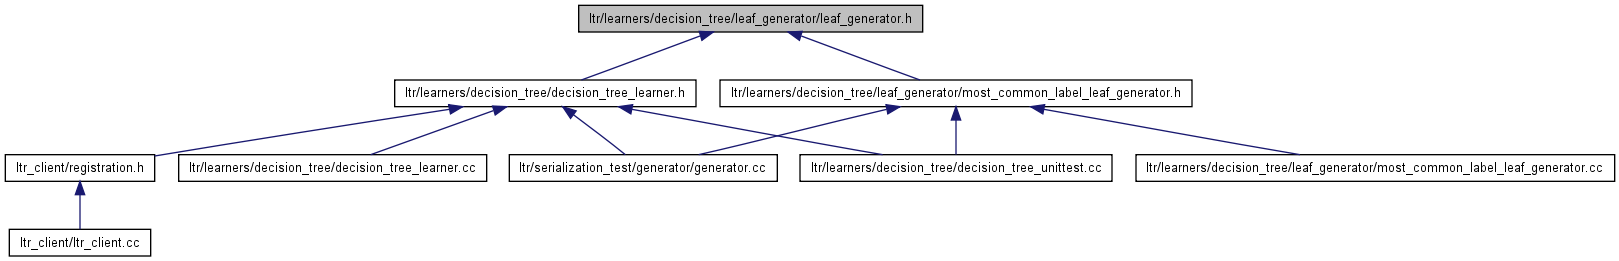 ltr/learners/decision_tree/leaf_generator/leaf_generator.h
ltr/learners/decision_tree/decision_tree_learner.h
ltr/learners/decision_tree/leaf_generator/most_common_label_leaf_generator.h
ltr_client/registration.h
ltr/learners/decision_tree/decision_tree_learner.cc
ltr/serialization_test/generator/generator.cc
ltr/learners/decision_tree/decision_tree_unittest.cc
ltr/learners/decision_tree/leaf_generator/most_common_label_leaf_generator.cc
ltr_client/ltr_client.cc